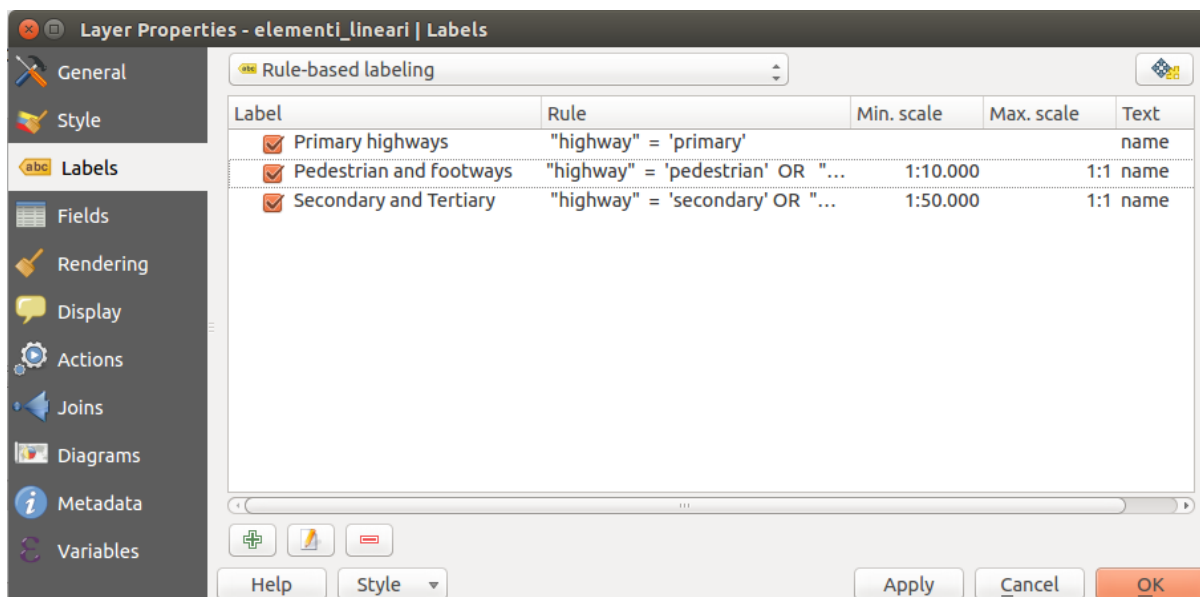 Layer Properties - elementi_lineari | Labels
General
Style
abc Labels
Fields
Rendering
Display
Actions
Joins
Diagrams
Metadata
Variables
abc Rule-based labeling
Label Rule Min. scale Max. scale Text
Primary highways "highway" = 'primary' name
Pedestrian and footways "highway" = 'pedestrian' OR "... 1:10.000 1:1 name
Secondary and Tertiary "highway" = 'secondary' OR "... 1:50.000 1:1 name
Help Style Apply Cancel OK